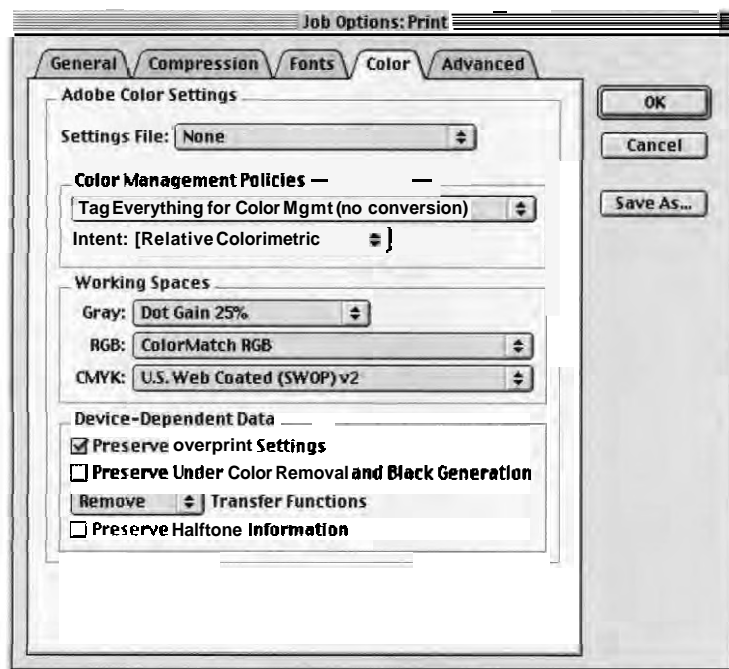 Job Options: Print
General Compression Fonts Color Advanced
Adobe Color Settings
Settings File: None
Color Management Policies
Tag Everything for Color Mgmt (no conversion)
Intent: [Relative Colorimetric ]
Working Spaces
Gray: Dot Gain 25%
RGB: ColorMatch RGB
CMYK: U.S. Web Coated (SWOP) v2
Device-Dependent Data
Preserve overprint Settings
Preserve Under Color Removal and Black Generation
Remove Transfer Functions
Preserve Halftone Information
OK
Cancel
Save As...